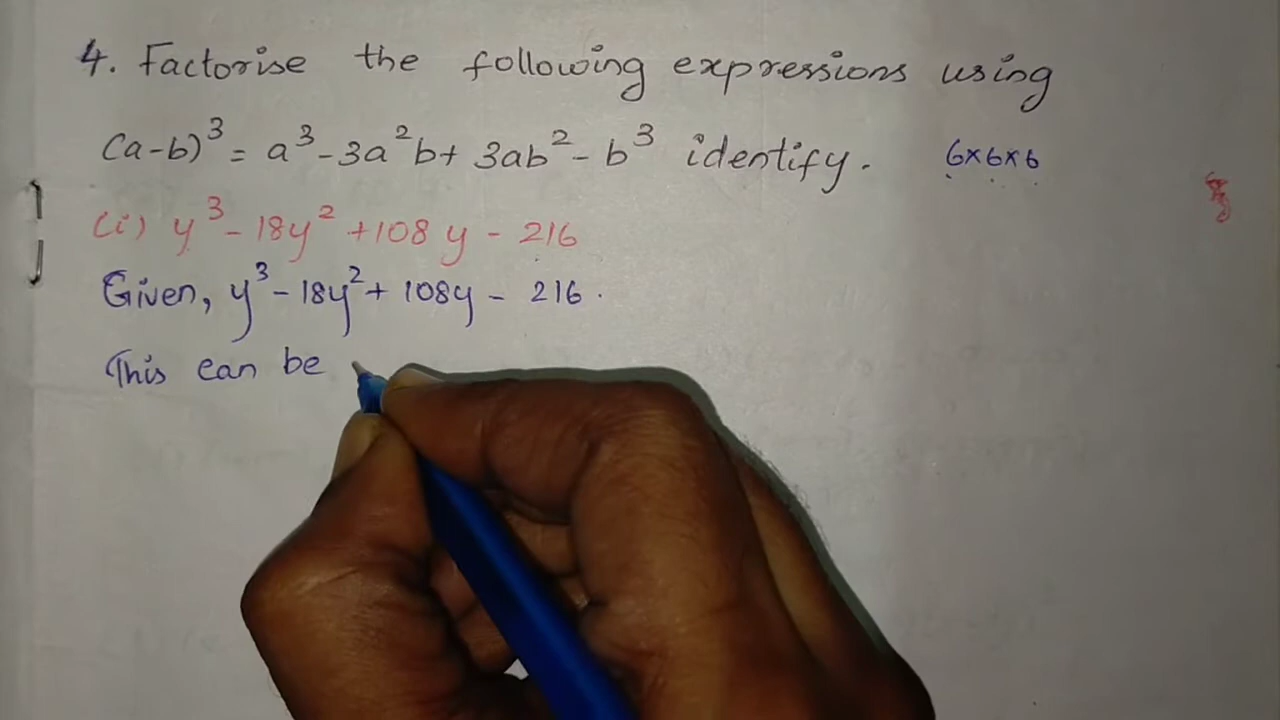 4. Factorise the following expressions using
(a-b)³ = a³ - 3a²b + 3ab² - b³ identify. 6×6×6
(i) y³ - 18y² + 108y - 216
Given, y³ - 18y² + 108y - 216.
This can be